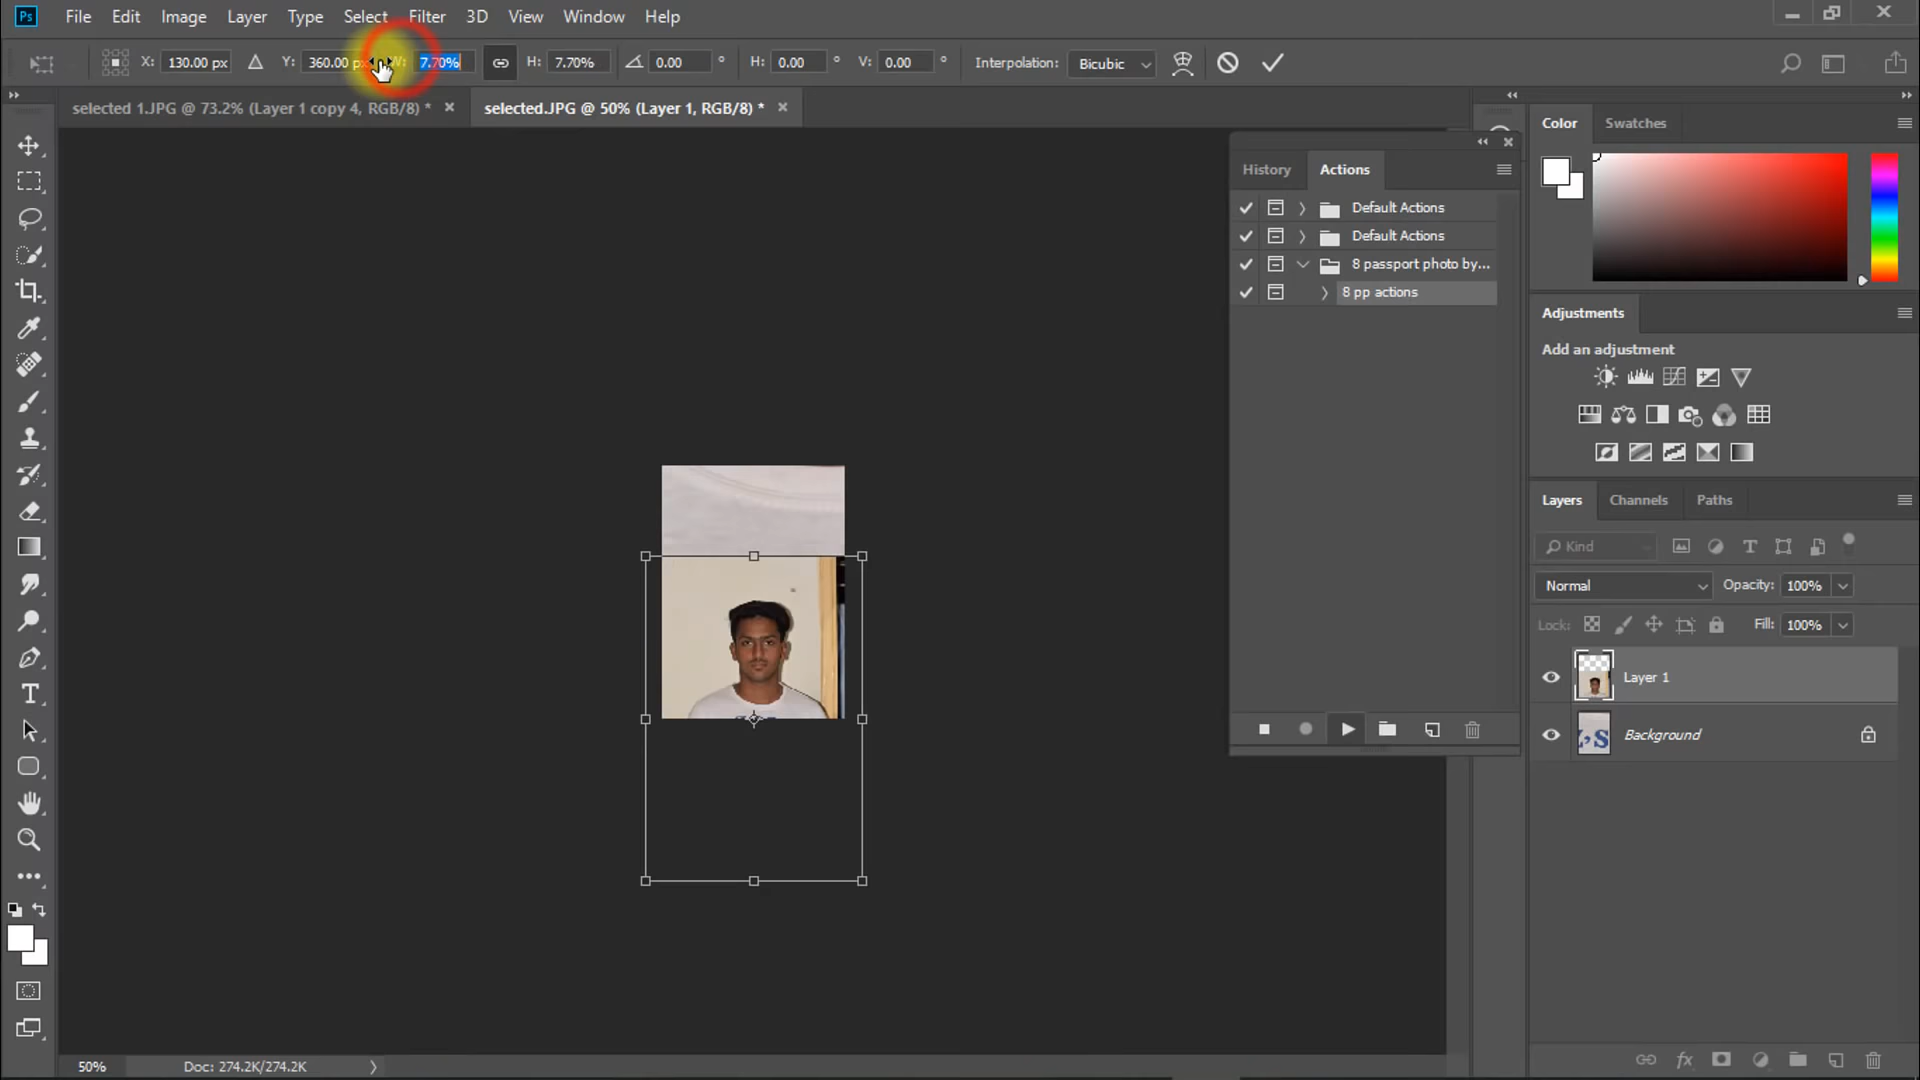 Ps File Edit Image Layer Type Select Filter 3D View Window Help
X: 130.00 px Y: 360.00 px W: 7.70% H: 7.70% 0.00 ° H: 0.00 ° V: 0.00 ° Interpolation: Bicubic
selected 1.JPG @ 73.2% (Layer 1 copy 4, RGB/8) * selected.JPG @ 50% (Layer 1, RGB/8) *
Color Swatches
History Actions
Default Actions
Default Actions
8 passport photo by...
8 pp actions
Adjustments
Add an adjustment
Layers Channels Paths
Kind
Normal Opacity: 100%
Lock: Fill: 100%
Layer 1
Background
50% Doc: 274.2K/274.2K